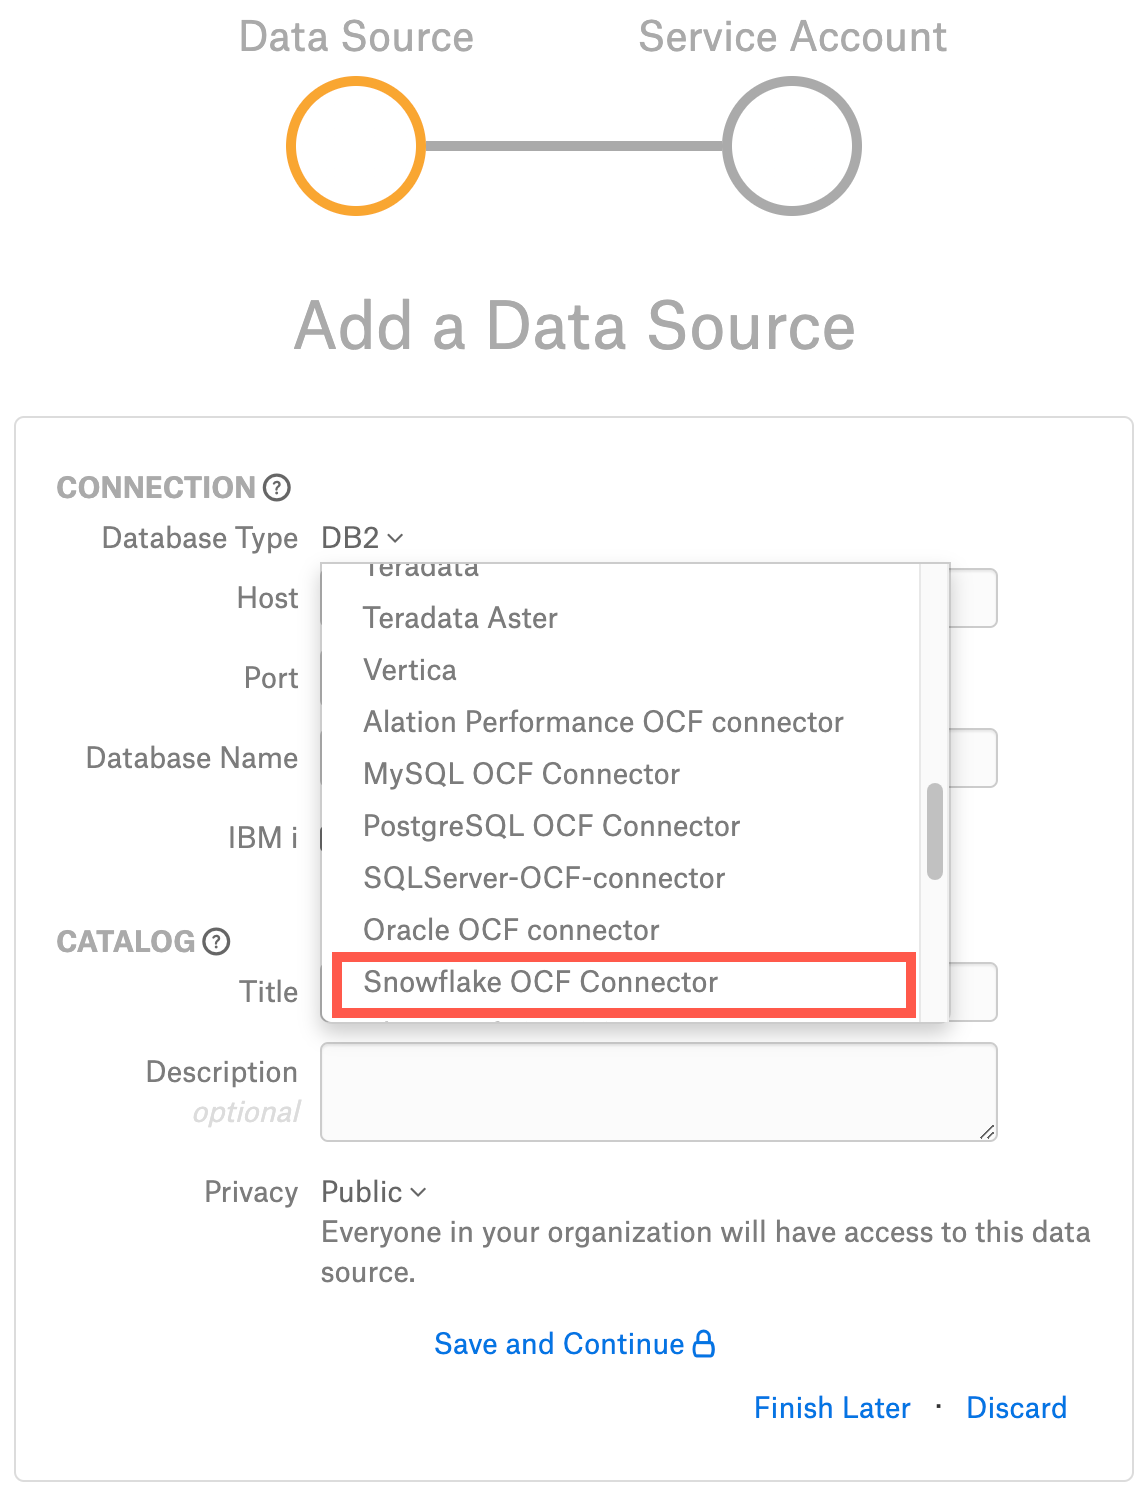 Data Source
Service Account
Add a Data Source
CONNECTION ?
Database Type DB2
Teradata
Host
Teradata Aster
Vertica
Port
Alation Performance OCF connector
Database Name
MySQL OCF Connector
PostgreSQL OCF Connector
IBM i
SQLServer-OCF-connector
Oracle OCF connector
CATALOG ?
Snowflake OCF Connector
Title
Description
optional
Privacy Public
Everyone in your organization will have access to this data
source.
Save and Continue
Finish Later · Discard